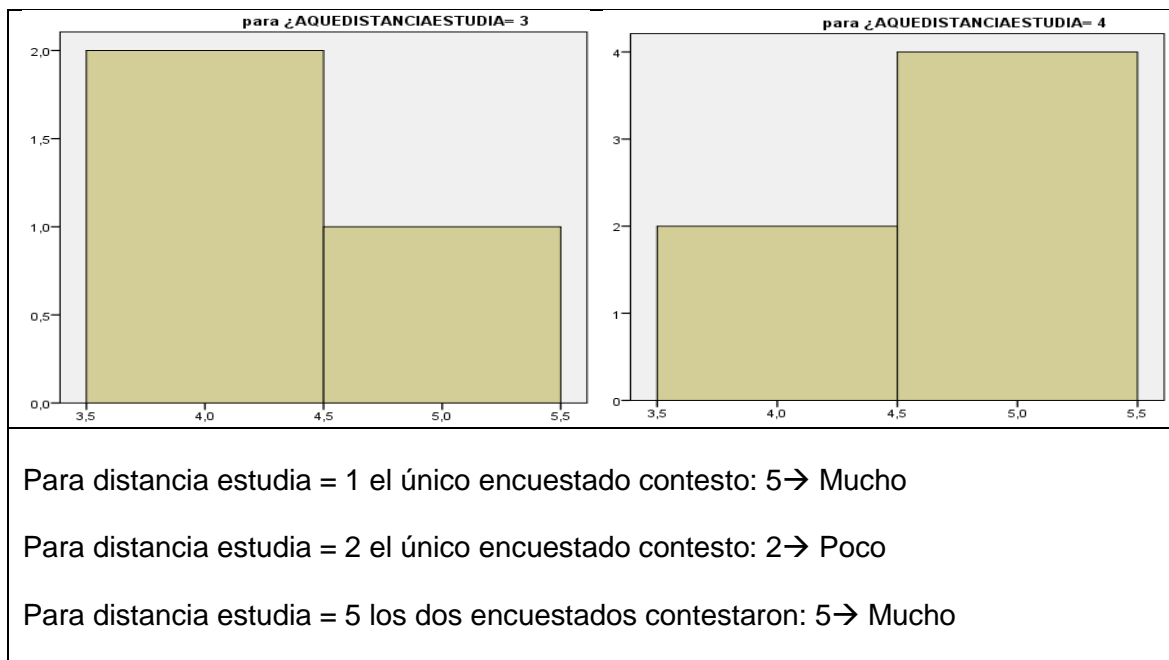 para ¿AQUEDISTANCIAESTUDIA= 3
2,0
1,5
1,0
0,5
0,0
3,5 4,0 4,5 5,0 5,5
para ¿AQUEDISTANCIAESTUDIA= 4
4
3
2
1
0
3,5 4,0 4,5 5,0 5,5
Para distancia estudia = 1 el único encuestado contesto: 5→ Mucho
Para distancia estudia = 2 el único encuestado contesto: 2→ Poco
Para distancia estudia = 5 los dos encuestados contestaron: 5→ Mucho